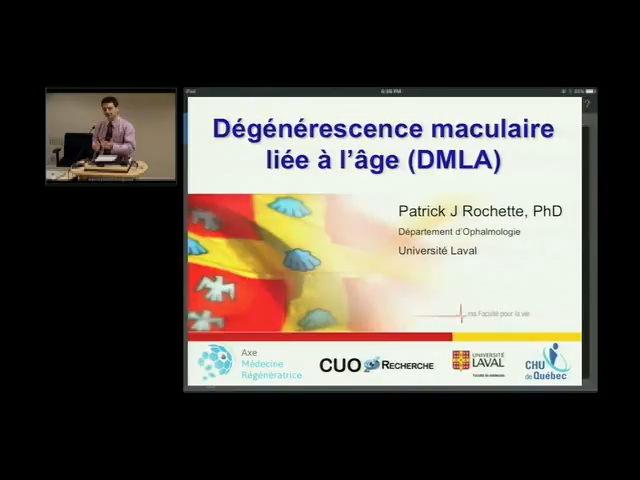 Dégénérescence maculaire
liée à l'âge (DMLA)
Patrick J Rochette, PhD
Département d'Ophalmologie
Université Laval
ma Faculté pour la vie
Axe
Médecine
Régénératrice
CUO RECHERCHE
UNIVERSITÉ
LAVAL
CHU
de Québec